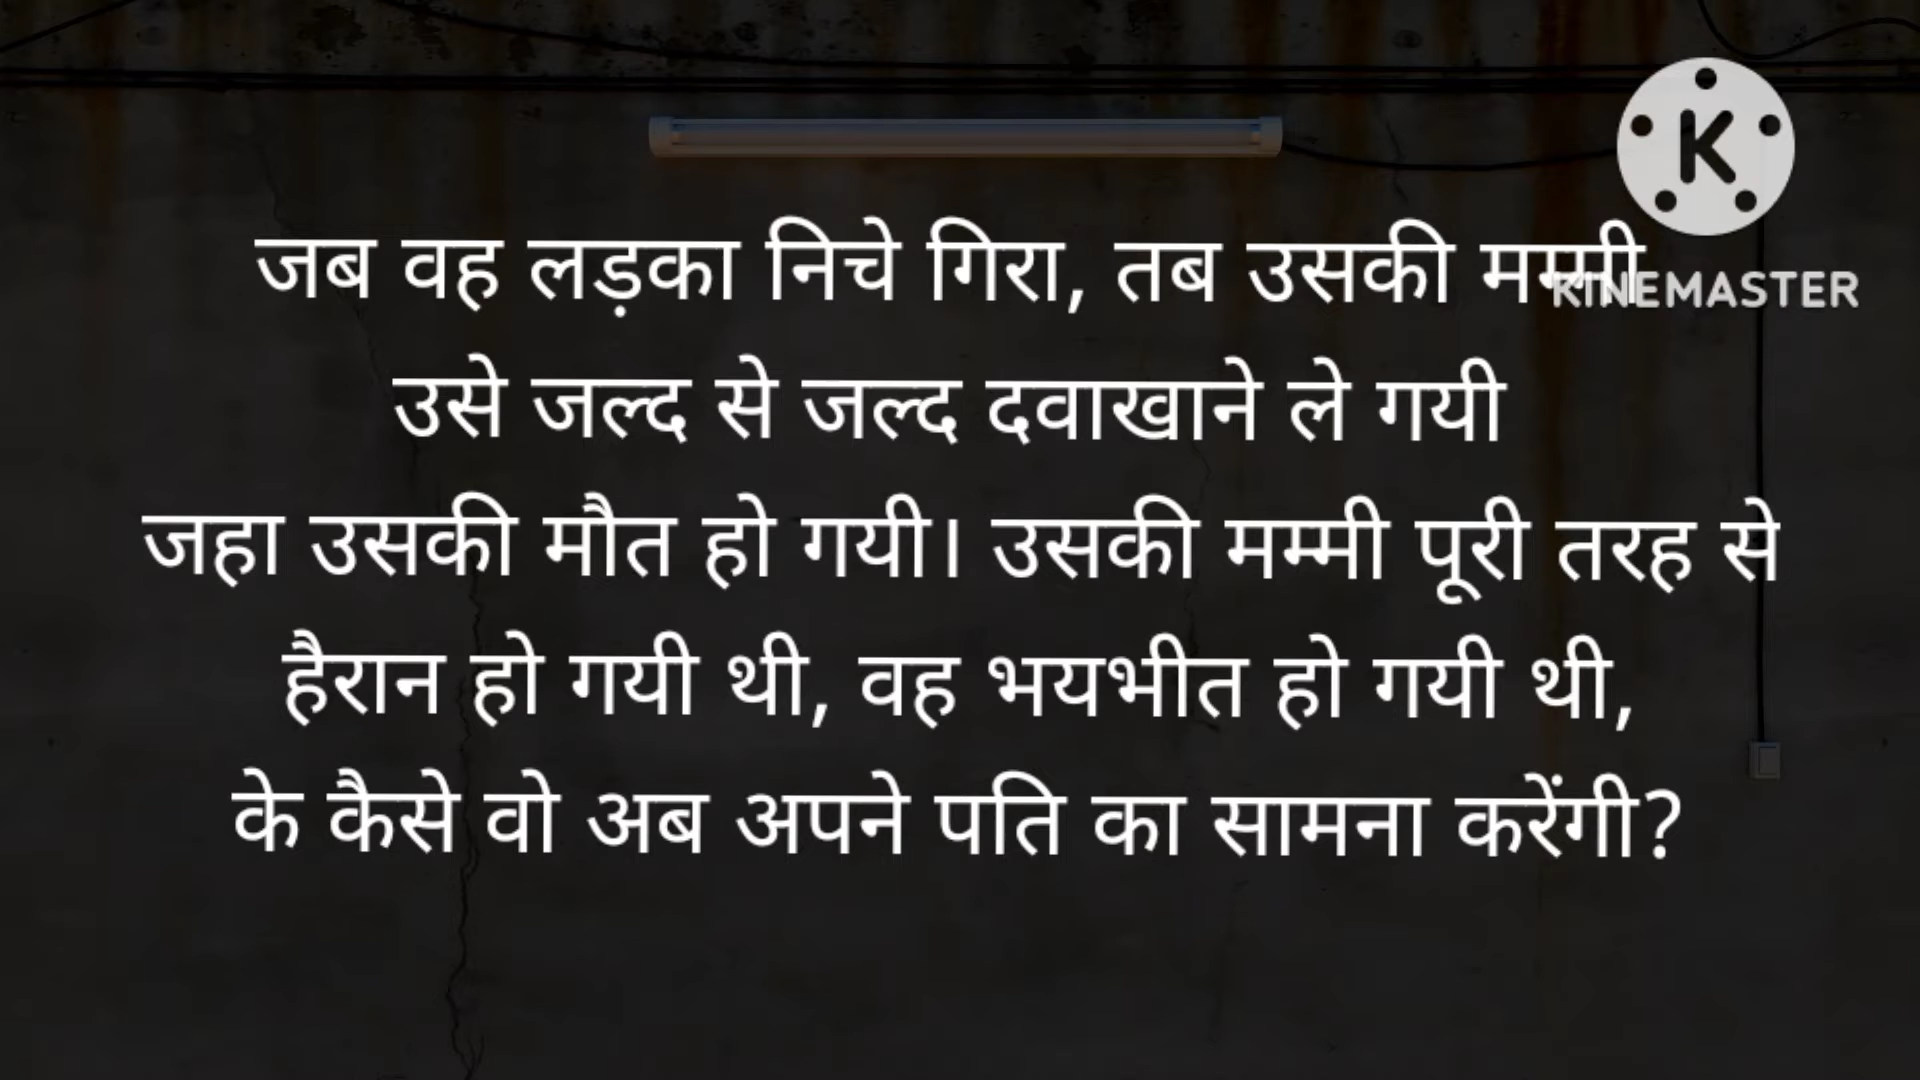 जब वह लड़का निचे गिरा, तब उसकी मम्मी
उसे जल्द से जल्द दवाखाने ले गयी
जहा उसकी मौत हो गयी। उसकी मम्मी पूरी तरह से
हैरान हो गयी थी, वह भयभीत हो गयी थी,
के कैसे वो अब अपने पति का सामना करेंगी?
K
KINEMASTER